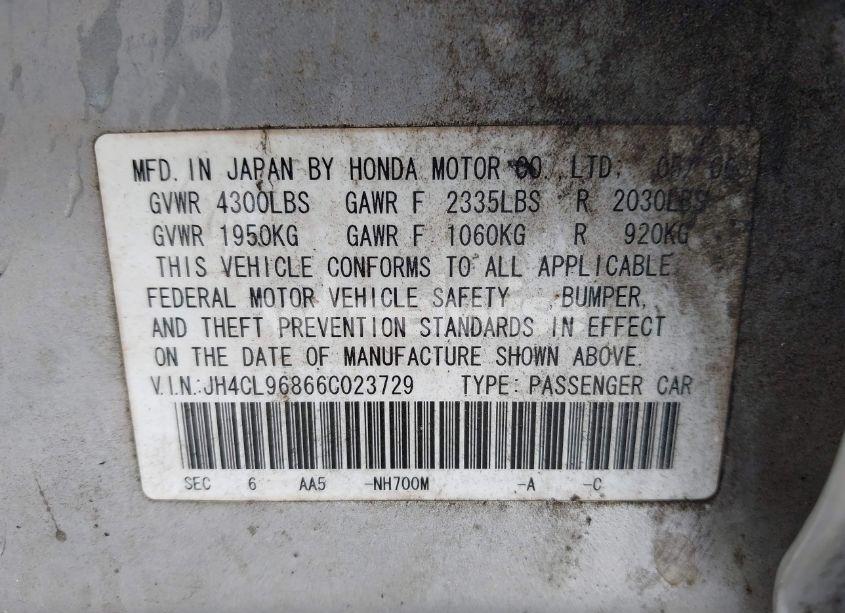 MFD. IN JAPAN BY HONDA MOTOR CO., LTD. 05/06
GVWR 4300LBS GAWR F 2335LBS R 2030LBS
GVWR 1950KG GAWR F 1060KG R 920KG
THIS VEHICLE CONFORMS TO ALL APPLICABLE
FEDERAL MOTOR VEHICLE SAFETY , BUMPER,
AND THEFT PREVENTION STANDARDS IN EFFECT
ON THE DATE OF MANUFACTURE SHOWN ABOVE.
V.I.N.:JH4CL96866C023729 TYPE: PASSENGER CAR
SEC 6 AA5 -NH700M -A -C